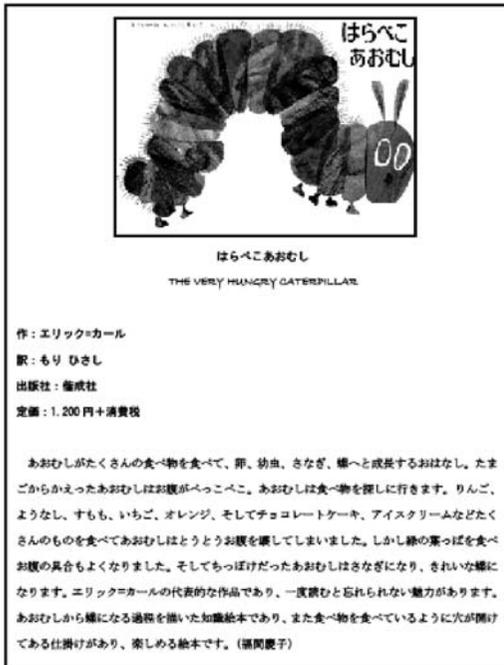 はらぺこ
あおむし
はらぺこあおむし
THE VERY HUNGRY CATERPILLAR
作：エリック=カール
訳：もり ひさし
出版社：偕成社
定価：1,200円＋消費税
あおむしがたくさんの食べ物を食べて、卵、幼虫、さなぎ、蝶へと成長するおはなし。たま
ごからかえったあおむしはお腹がぺっこぺこ。あおむしは食べ物を探しに行きます。りんご、
ようなし、すもも、いちご、オレンジ、そしてチョコレートケーキ、アイスクリームなどたく
さんのものを食べてあおむしはとうとうお腹を壊してしまいました。しかし緑の葉っぱを食べ
お腹の具合もよくなりました。そしてちっぽけだったあおむしはさなぎになり、きれいな蝶に
なります。エリック=カールの代表的な作品であり、一度読むと忘れられない魅力があります。
あおむしから蝶になる過程を描いた知識絵本であり、また食べ物を食べているように穴が開け
てある仕掛けがあり、楽しめる絵本です。（福間慶子）